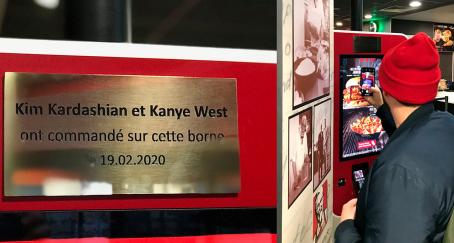 Kim Kardashian et Kanye West
ont commandé sur cette borne
19.02.2020